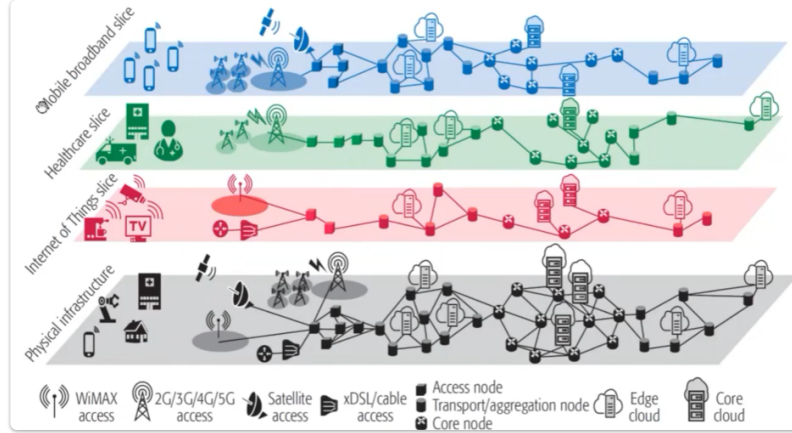 Mobile broadband slice
Healthcare slice
Internet of Things slice
TV
Physical infrastructure
WiMAX
access
2G/3G/4G/5G
access
Satellite
access
xDSL/cable
access
Access node
Transport/aggregation node
Core node
Edge
cloud
Core
cloud